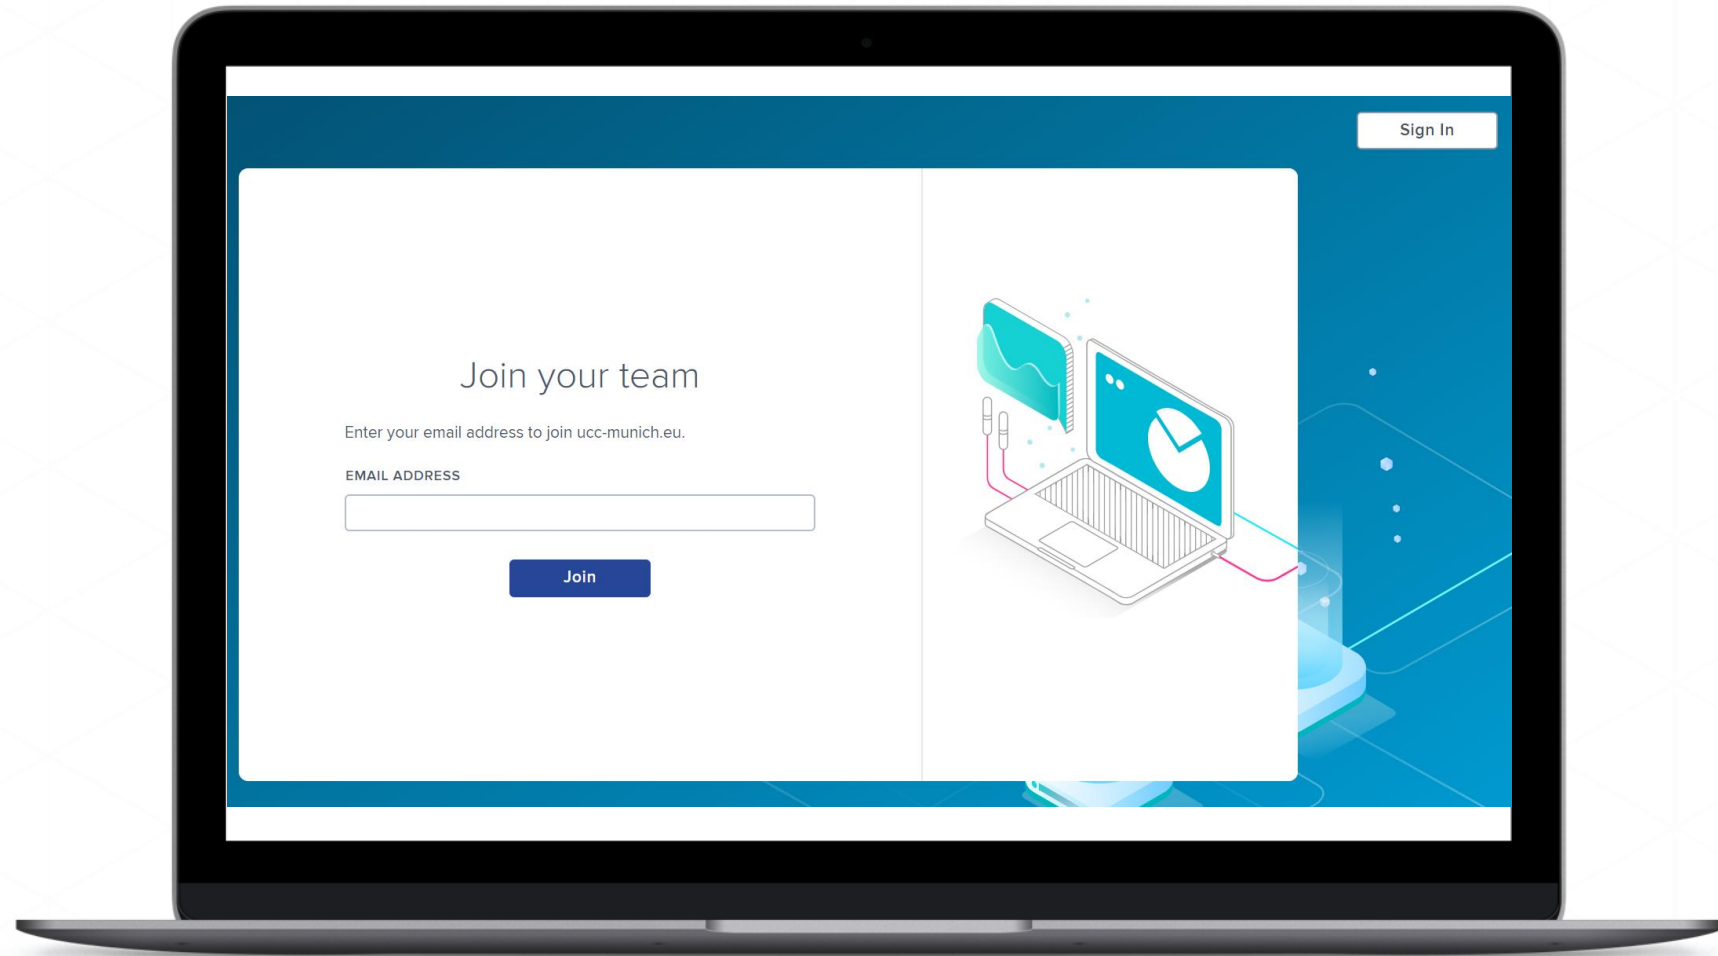 Sign In
Join your team
Enter your email address to join ucc-munich.eu.
EMAIL ADDRESS
Join